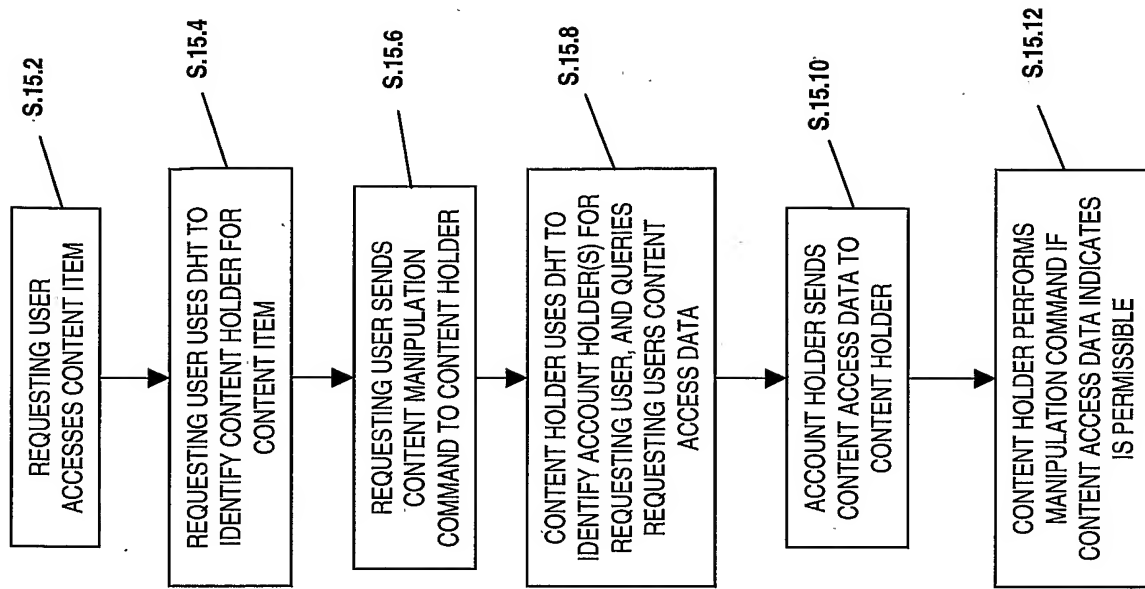 REQUESTING USER
ACCESSES CONTENT ITEM
S.15.2
REQUESTING USER USES DHT TO
IDENTIFY CONTENT HOLDER FOR
CONTENT ITEM
S.15.4
REQUESTING USER SENDS
CONTENT MANIPULATION
COMMAND TO CONTENT HOLDER
S.15.6
CONTENT HOLDER USES DHT TO
IDENTIFY ACCOUNT HOLDER(S) FOR
REQUESTING USER, AND QUERIES
REQUESTING USERS CONTENT
ACCESS DATA
S.15.8
ACCOUNT HOLDER SENDS
CONTENT ACCESS DATA TO
CONTENT HOLDER
S.15.10
CONTENT HOLDER PERFORMS
MANIPULATION COMMAND IF
CONTENT ACCESS DATA INDICATES
IS PERMISSIBLE
S.15.12